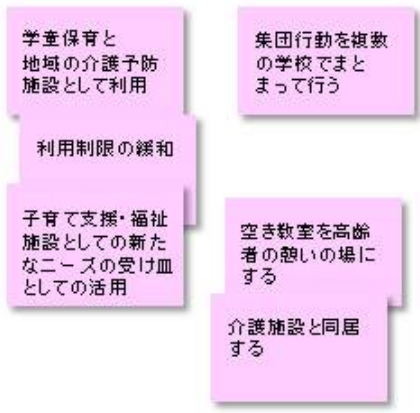 学童保育と
地域の介護予防
施設として利用
利用制限の緩和
子育て支援・福祉
施設としての新た
なニーズの受け皿
としての活用
集団行動を複数
の学校でまと
まって行う
空き教室を高齢
者の憩いの場に
する
介護施設と同居
する